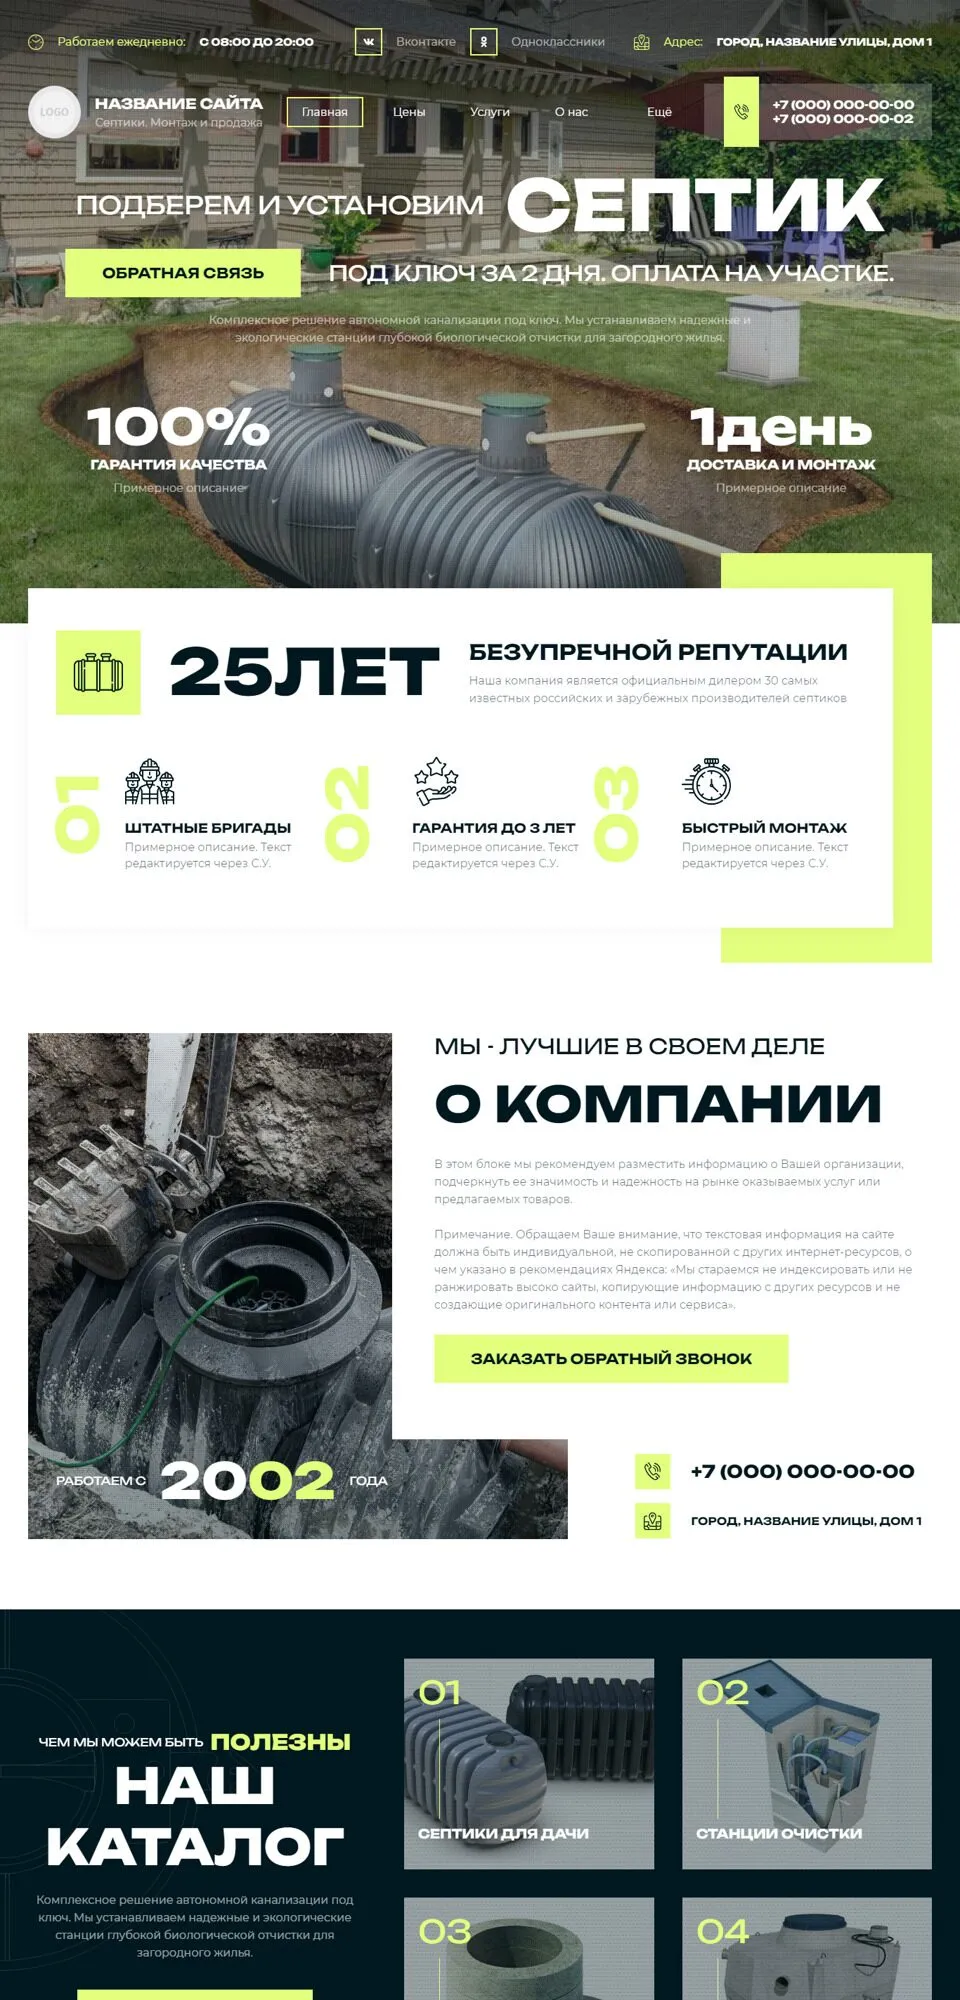 Работаем ежедневно: С 08:00 ДО 20:00
Вконтакте
Одноклассники
Адрес: ГОРОД, НАЗВАНИЕ УЛИЦЫ, ДОМ 1
LOGO
НАЗВАНИЕ САЙТА
Септики. Монтаж и продажа
Главная
Цены
Услуги
О нас
Ещё
+7 (000) 000-00-00
+7 (000) 000-00-02
ПОДБЕРЕМ И УСТАНОВИМ СЕПТИК
ОБРАТНАЯ СВЯЗЬ
ПОД КЛЮЧ ЗА 2 ДНЯ. ОПЛАТА НА УЧАСТКЕ.
Комплексное решение автономной канализации под ключ. Мы устанавливаем надежные и
экологические станции глубокой биологической отчистки для загородного жилья.
100%
ГАРАНТИЯ КАЧЕСТВА
Примерное описание
1день
ДОСТАВКА И МОНТАЖ
Примерное описание
25ЛЕТ
БЕЗУПРЕЧНОЙ РЕПУТАЦИИ
Наша компания является официальным дилером 30 самых
известных российских и зарубежных производителей септиков
01
ШТАТНЫЕ БРИГАДЫ
Примерное описание. Текст
редактируется через С.У.
02
ГАРАНТИЯ ДО 3 ЛЕТ
Примерное описание. Текст
редактируется через С.У.
03
БЫСТРЫЙ МОНТАЖ
Примерное описание. Текст
редактируется через С.У.
МЫ - ЛУЧШИЕ В СВОЕМ ДЕЛЕ
О КОМПАНИИ
В этом блоке мы рекомендуем разместить информацию о Вашей организации,
подчеркнуть ее значимость и надежность на рынке оказываемых услуг или
предлагаемых товаров.
Примечание. Обращаем Ваше внимание, что текстовая информация на сайте
должна быть индивидуальной, не скопированной с других интернет-ресурсов, о
чем указано в рекомендациях Яндекса: «Мы стараемся не индексировать или не
ранжировать высоко сайты, копирующие информацию с других ресурсов и не
создающие оригинального контента или сервиса».
ЗАКАЗАТЬ ОБРАТНЫЙ ЗВОНОК
РАБОТАЕМ С 2002 ГОДА
+7 (000) 000-00-00
ГОРОД, НАЗВАНИЕ УЛИЦЫ, ДОМ 1
ЧЕМ МЫ МОЖЕМ БЫТЬ ПОЛЕЗНЫ
НАШ
КАТАЛОГ
Комплексное решение автономной канализации под
ключ. Мы устанавливаем надежные и экологические
станции глубокой биологической отчистки для
загородного жилья.
01
СЕПТИКИ ДЛЯ ДАЧИ
02
СТАНЦИИ ОЧИСТКИ
03
04